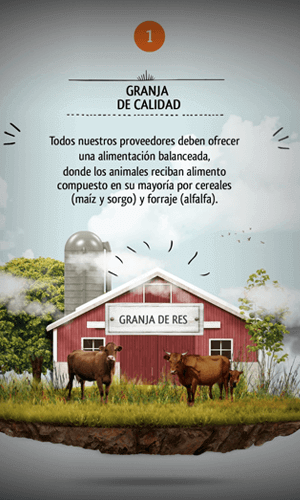 1
GRANJA
DE CALIDAD
Todos nuestros proveedores deben ofrecer
una alimentación balanceada,
donde los animales reciban alimento
compuesto en su mayoría por cereales
(maíz y sorgo) y forraje (alfalfa).
GRANJA DE RES